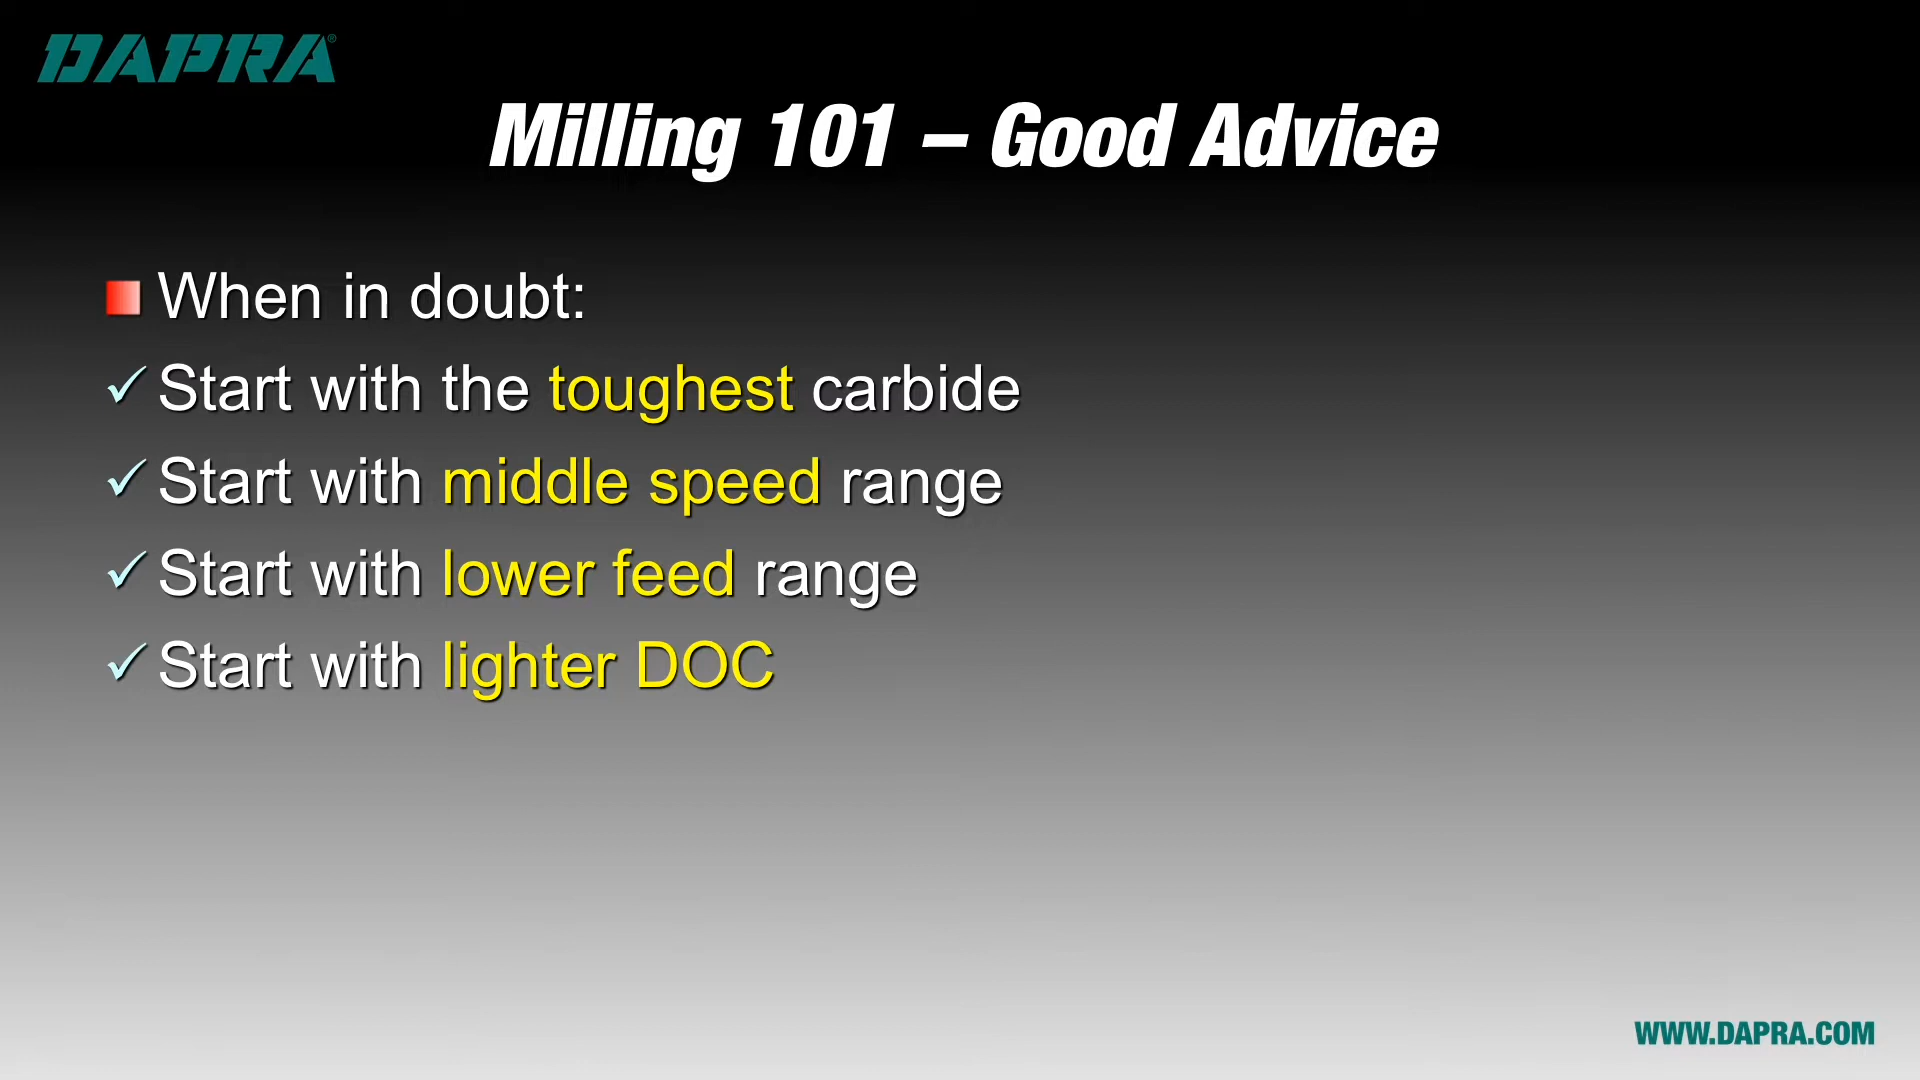 DAPRA®
Milling 101 – Good Advice
When in doubt:
Start with the toughest carbide
Start with middle speed range
Start with lower feed range
Start with lighter DOC
WWW.DAPRA.COM